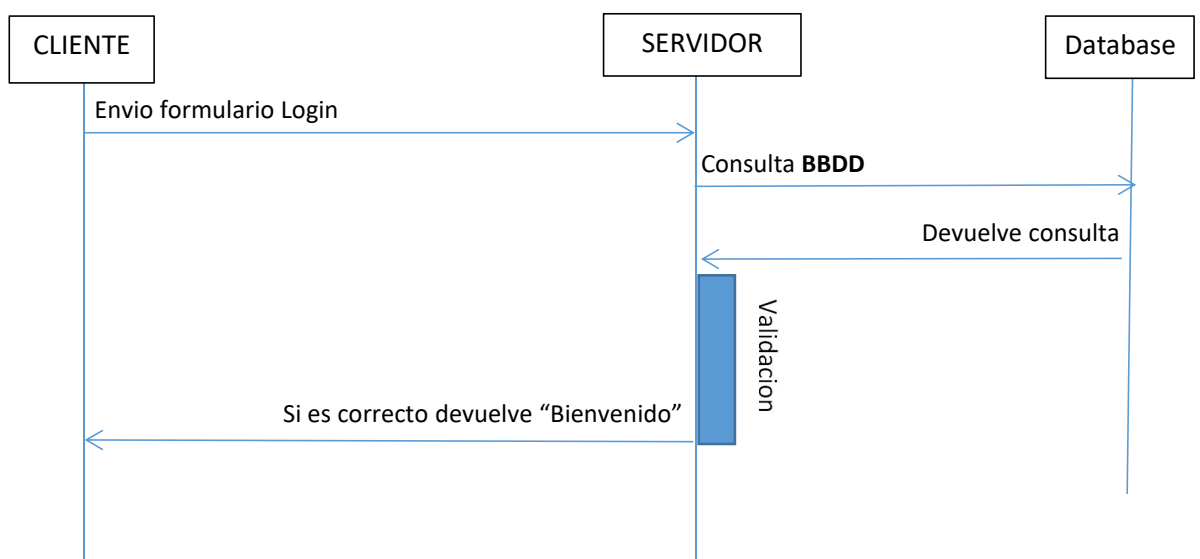 CLIENTE
SERVIDOR
Database
Envio formulario Login
Consulta BBDD
Devuelve consulta
Validacion
Si es correcto devuelve “Bienvenido”